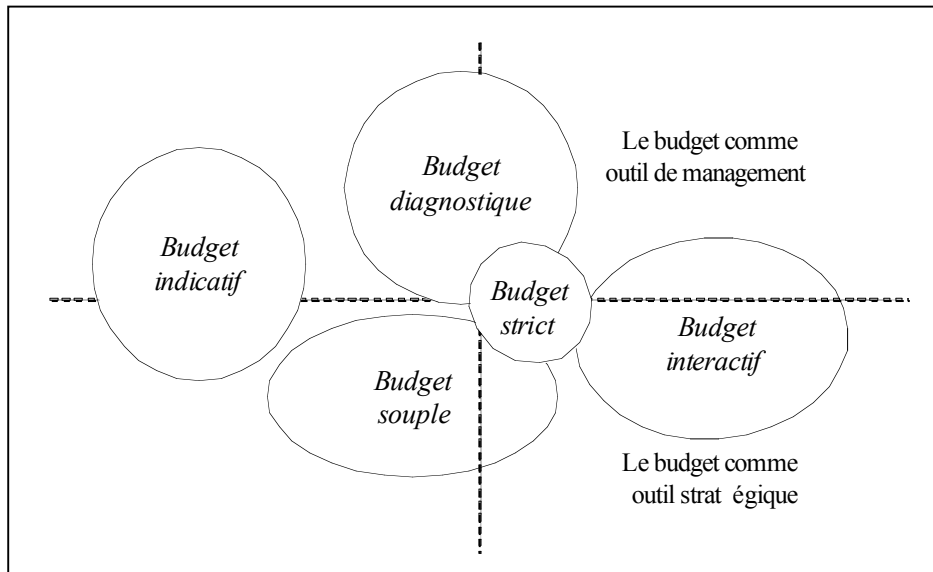 Budget
diagnostique
Le budget comme
outil de management
Budget
indicatif
Budget
strict
Budget
interactif
Budget
souple
Le budget comme
outil strat égique